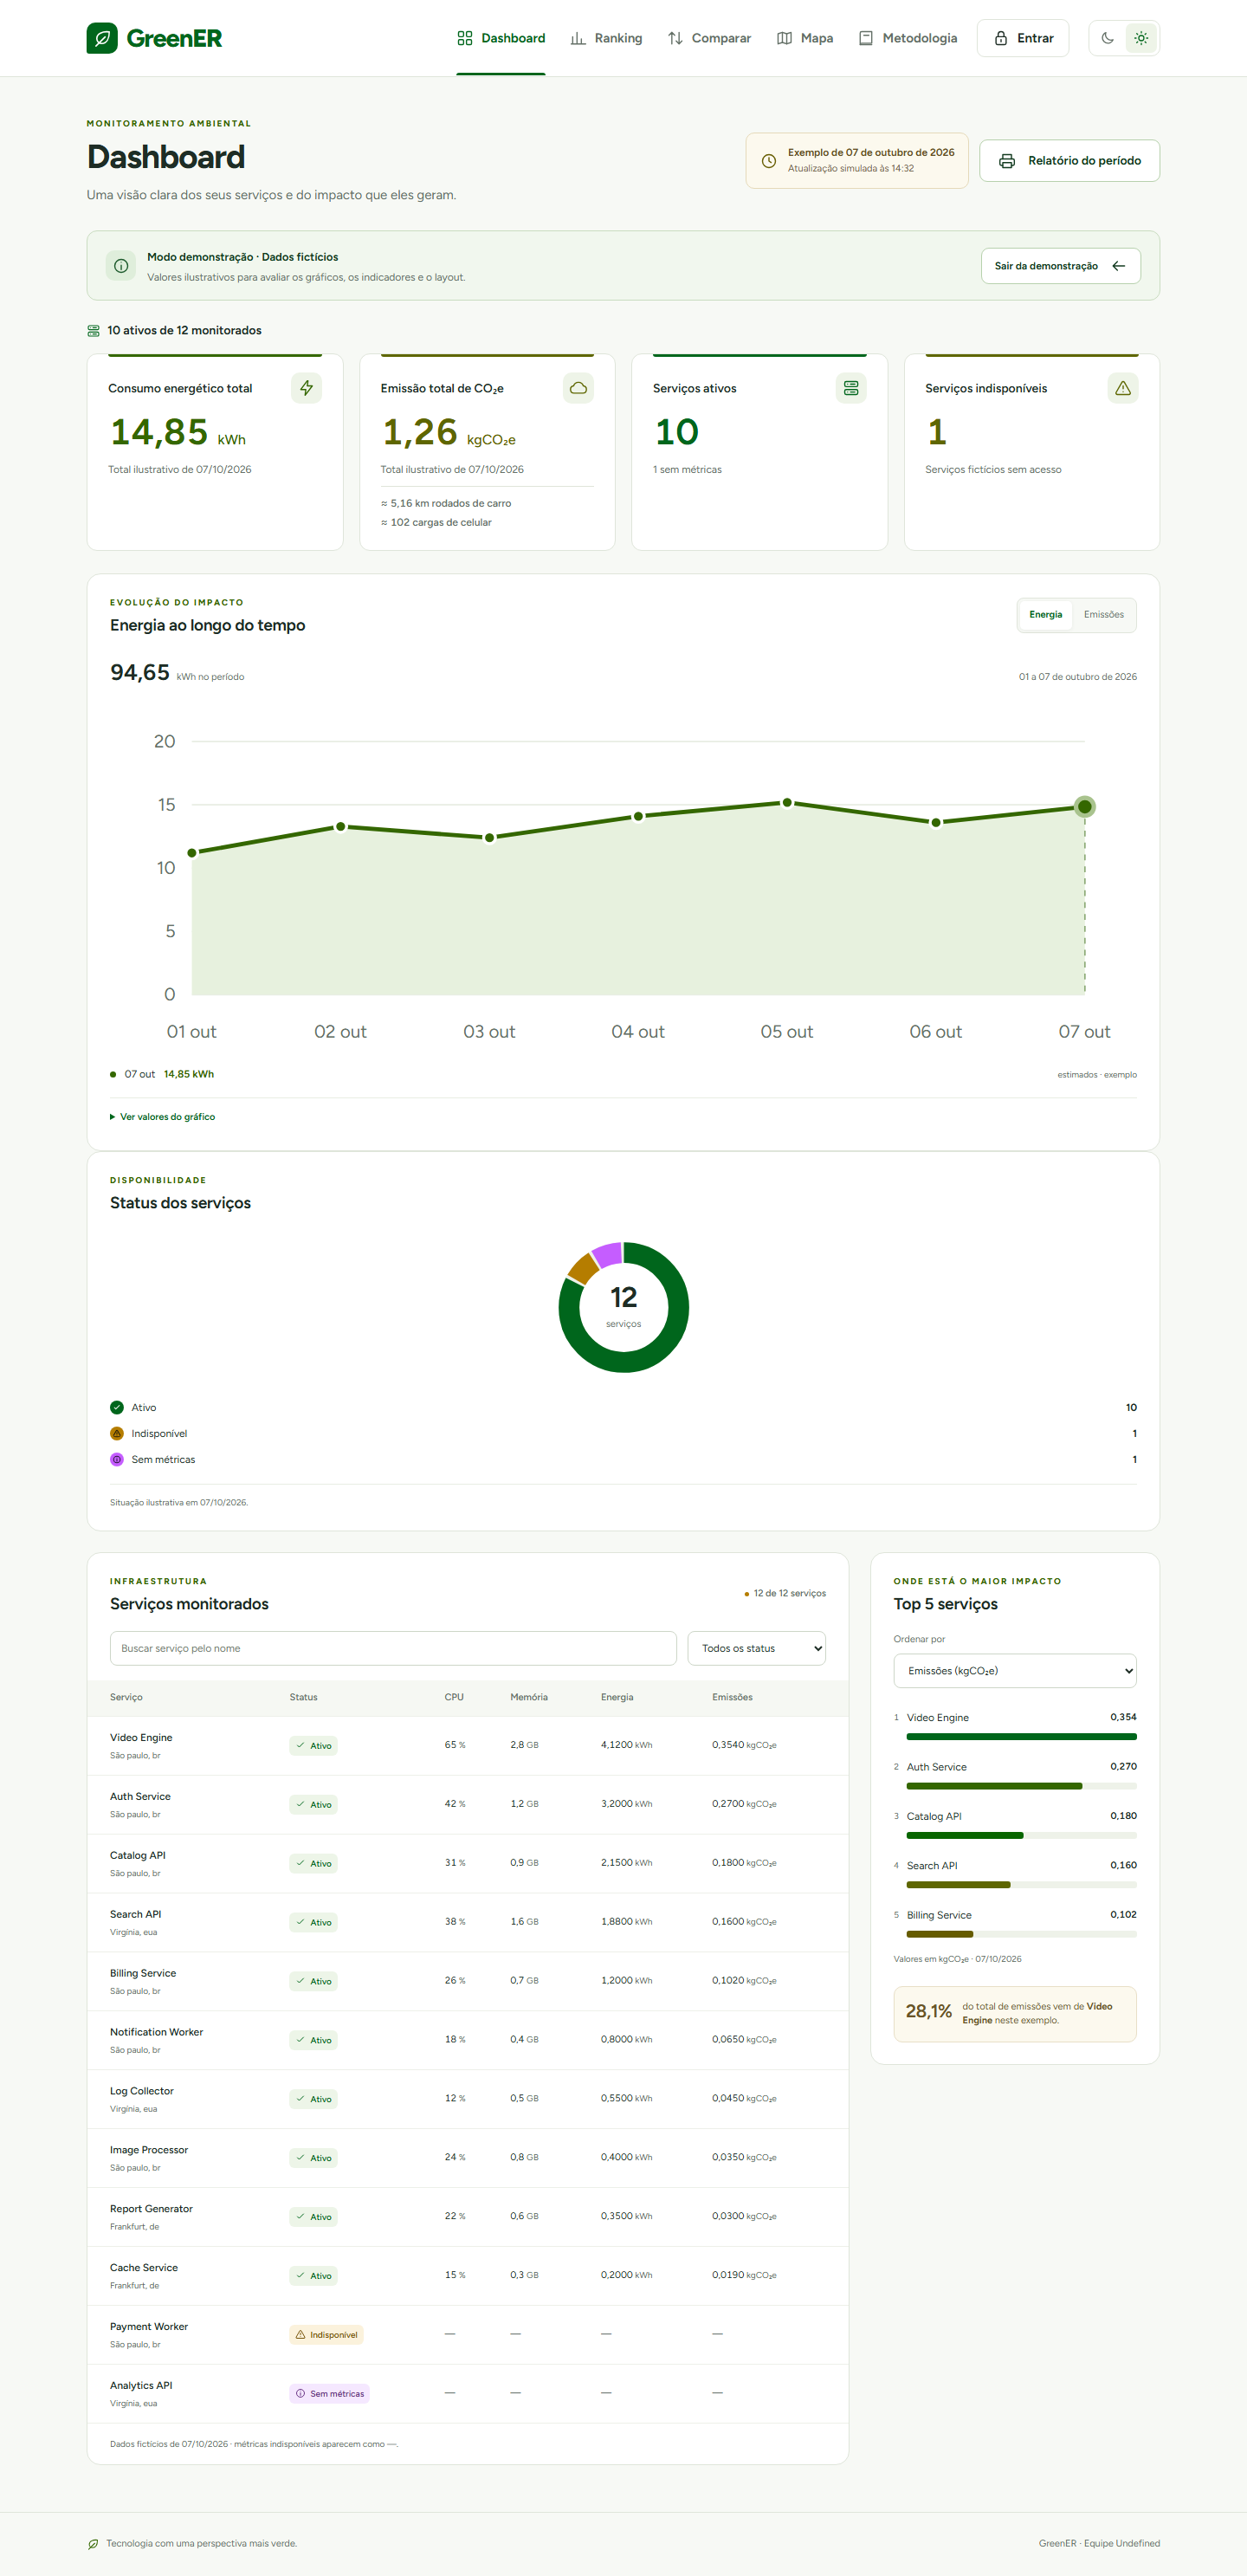 GreenER
Dashboard
Ranking
Comparar
Mapa
Metodologia
Entrar
MONITORAMENTO AMBIENTAL
Dashboard
Uma visão clara dos seus serviços e do impacto que eles geram.
Exemplo de 07 de outubro de 2026
Atualização simulada às 14:32
Relatório do período
Modo demonstração · Dados fictícios
Valores ilustrativos para avaliar os gráficos, os indicadores e o layout.
Sair da demonstração
10 ativos de 12 monitorados
Consumo energético total
14,85 kWh
Total ilustrativo de 07/10/2026
Emissão total de CO₂e
1,26 kgCO₂e
Total ilustrativo de 07/10/2026
≈ 5,16 km rodados de carro
≈ 102 cargas de celular
Serviços ativos
10
1 sem métricas
Serviços indisponíveis
1
Serviços fictícios sem acesso
EVOLUÇÃO DO IMPACTO
Energia ao longo do tempo
Energia
Emissões
94,65 kWh no período
01 a 07 de outubro de 2026
20
15
10
5
0
01 out
02 out
03 out
04 out
05 out
06 out
07 out
07 out 14,85 kWh
estimados · exemplo
Ver valores do gráfico
DISPONIBILIDADE
Status dos serviços
12
serviços
Ativo 10
Indisponível 1
Sem métricas 1
Situação ilustrativa em 07/10/2026.
INFRAESTRUTURA
Serviços monitorados
12 de 12 serviços
Buscar serviço pelo nome
Todos os status
Serviço Status CPU Memória Energia Emissões
Video Engine
São paulo, br
Ativo 65 % 2,8 GB 4,1200 kWh 0,3540 kgCO₂e
Auth Service
São paulo, br
Ativo 42 % 1,2 GB 3,2000 kWh 0,2700 kgCO₂e
Catalog API
São paulo, br
Ativo 31 % 0,9 GB 2,1500 kWh 0,1800 kgCO₂e
Search API
Virgínia, eua
Ativo 38 % 1,6 GB 1,8800 kWh 0,1600 kgCO₂e
Billing Service
São paulo, br
Ativo 26 % 0,7 GB 1,2000 kWh 0,1020 kgCO₂e
Notification Worker
São paulo, br
Ativo 18 % 0,4 GB 0,8000 kWh 0,0650 kgCO₂e
Log Collector
Virgínia, eua
Ativo 12 % 0,5 GB 0,5500 kWh 0,0450 kgCO₂e
Image Processor
São paulo, br
Ativo 24 % 0,8 GB 0,4000 kWh 0,0350 kgCO₂e
Report Generator
Frankfurt, de
Ativo 22 % 0,6 GB 0,3500 kWh 0,0300 kgCO₂e
Cache Service
Frankfurt, de
Ativo 15 % 0,3 GB 0,2000 kWh 0,0190 kgCO₂e
Payment Worker
São paulo, br
Indisponível — — — —
Analytics API
Virgínia, eua
Sem métricas — — — —
Dados fictícios de 07/10/2026 · métricas indisponíveis aparecem como —.
ONDE ESTÁ O MAIOR IMPACTO
Top 5 serviços
Ordenar por
Emissões (kgCO₂e)
1 Video Engine 0,354
2 Auth Service 0,270
3 Catalog API 0,180
4 Search API 0,160
5 Billing Service 0,102
Valores em kgCO₂e · 07/10/2026
28,1% do total de emissões vem de Video
Engine neste exemplo.
Tecnologia com uma perspectiva mais verde.
GreenER · Equipe Undefined